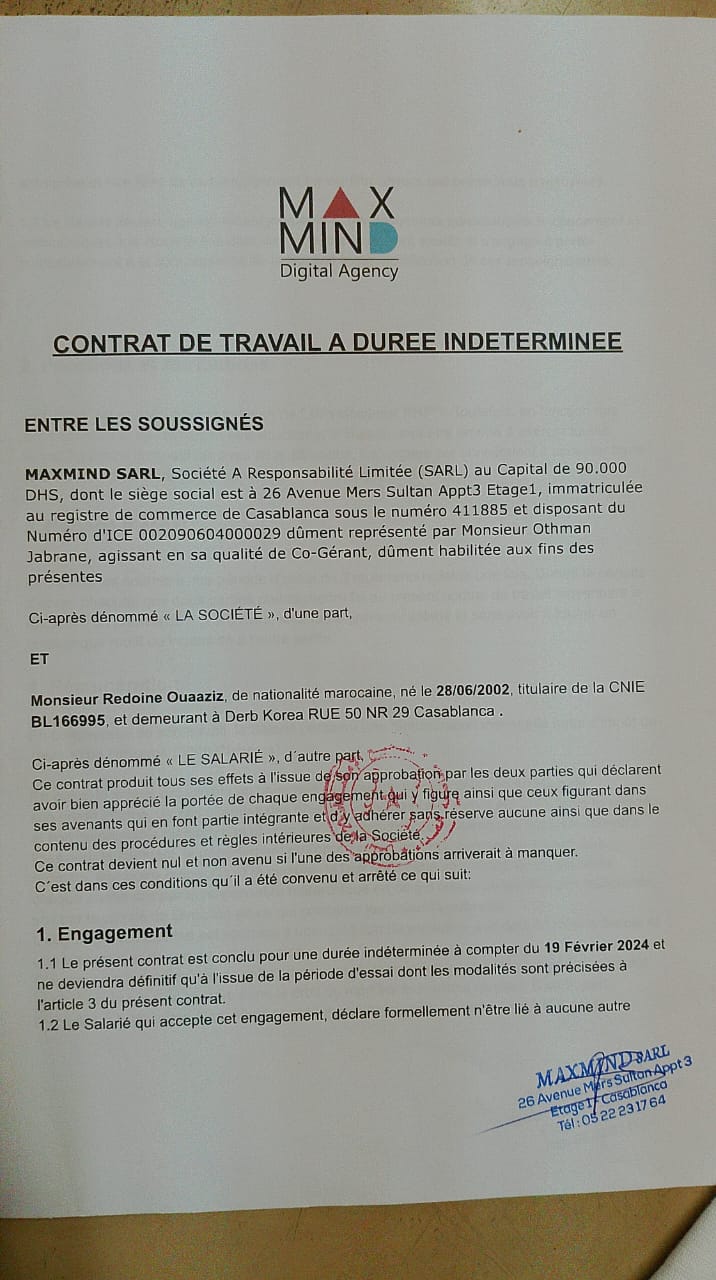 MAX
MIND
Digital Agency
CONTRAT DE TRAVAIL A DUREE INDETERMINEE
ENTRE LES SOUSSIGNÉS
MAXMIND SARL, Société A Responsabilité Limitée (SARL) au Capital de 90.000
DHS, dont le siège social est à 26 Avenue Mers Sultan Appt3 Etage1, immatriculée
au registre de commerce de Casablanca sous le numéro 411885 et disposant du
Numéro d'ICE 002090604000029 dûment représenté par Monsieur Othman
Jabrane, agissant en sa qualité de Co-Gérant, dûment habilitée aux fins des
présentes
Ci-après dénommé « LA SOCIÉTÉ », d'une part,
ET
Monsieur Redoine Ouaaziz, de nationalité marocaine, né le 28/06/2002, titulaire de la CNIE
BL166995, et demeurant à Derb Korea RUE 50 NR 29 Casablanca .
Ci-après dénommé « LE SALARIÉ », d´autre part,
Ce contrat produit tous ses effets à l'issue de son approbation par les deux parties qui déclarent
avoir bien apprécié la portée de chaque engagement qui y figure ainsi que ceux figurant dans
ses avenants qui en font partie intégrante et d'y adhérer sans réserve aucune ainsi que dans le
contenu des procédures et règles intérieures de la Société.
Ce contrat devient nul et non avenu si l'une des approbations arriverait à manquer.
C´est dans ces conditions qu´il a été convenu et arrêté ce qui suit:
1. Engagement
1.1 Le présent contrat est conclu pour une durée indéterminée à compter du 19 Février 2024 et
ne deviendra définitif qu'à l'issue de la période d'essai dont les modalités sont précisées à
l'article 3 du présent contrat.
1.2 Le Salarié qui accepte cet engagement, déclare formellement n'être lié à aucune autre
MAXMIND SARL
26 Avenue Mers Sultan Appt 3
Etage 1 - Casablanca
Tél : 05 22 23 17 64